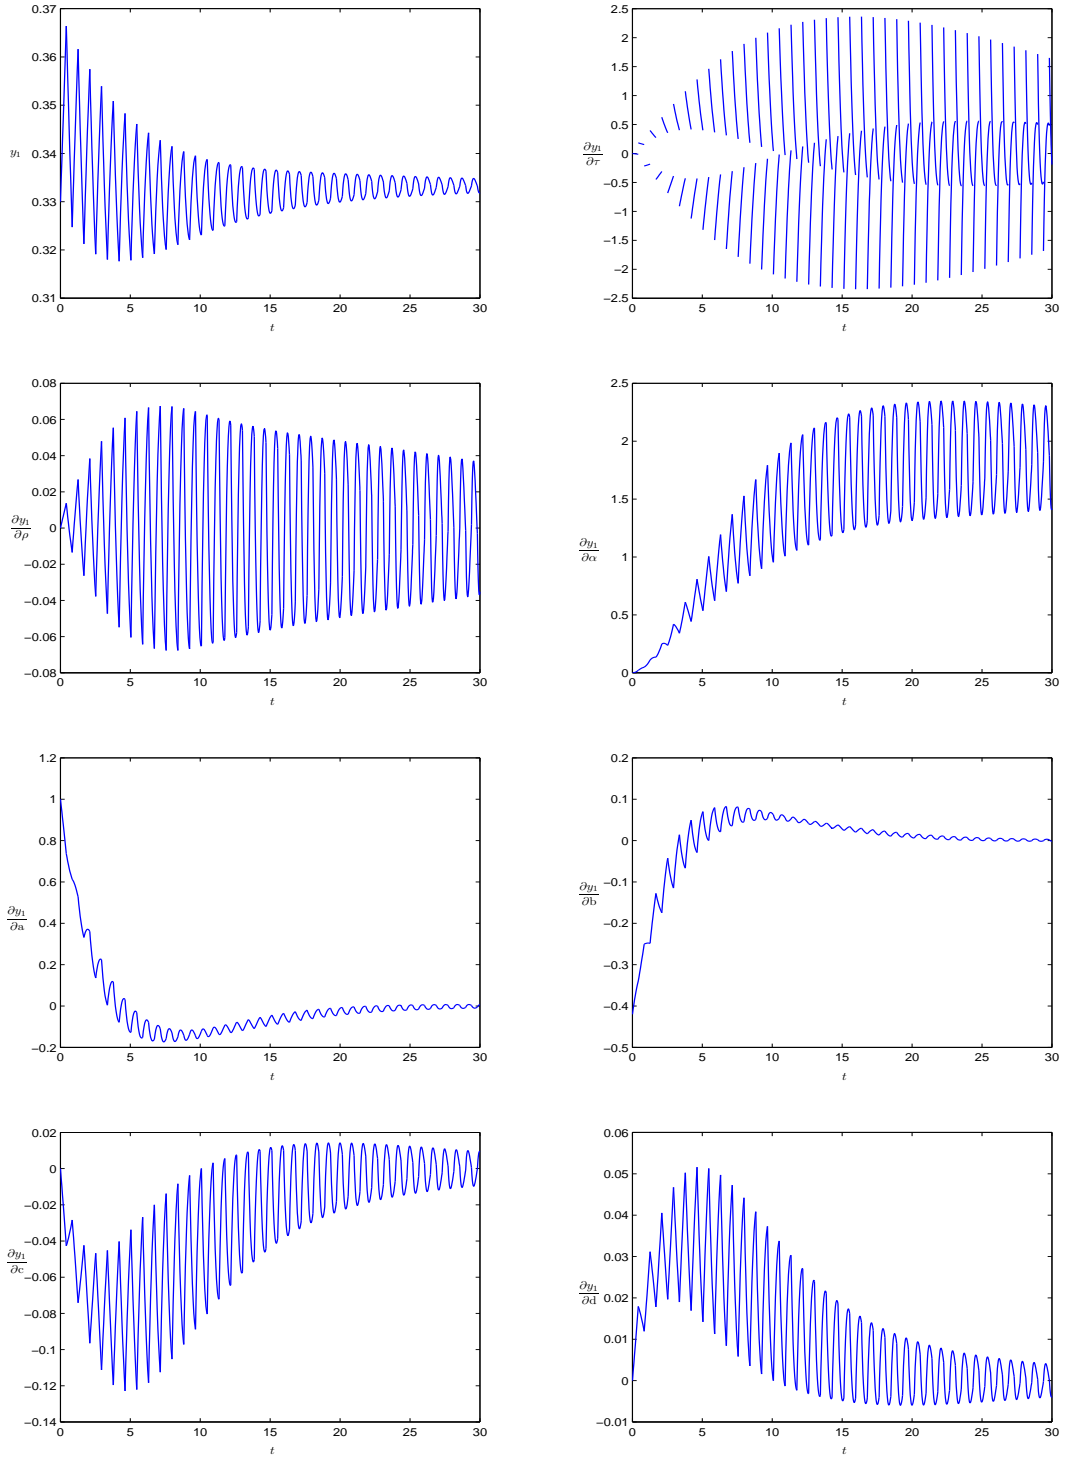 0.37
0.36
0.35
y₁ 0.34
0.33
0.32
0.31
0 5 10 15 20 25 30
t
2.5
2
1.5
1
0.5
∂y₁/∂τ 0
−0.5
−1
−1.5
−2
−2.5
0 5 10 15 20 25 30
t
0.08
0.06
0.04
0.02
∂y₁/∂ρ 0
−0.02
−0.04
−0.06
−0.08
0 5 10 15 20 25 30
t
2.5
2
1.5
∂y₁/∂α 1
0.5
0
0 5 10 15 20 25 30
t
1.2
1
0.8
0.6
∂y₁/∂a 0.4
0.2
0
−0.2
0 5 10 15 20 25 30
t
0.2
0.1
0
∂y₁/∂b −0.1
−0.2
−0.3
−0.4
−0.5
0 5 10 15 20 25 30
t
0.02
0
−0.02
−0.04
∂y₁/∂c −0.06
−0.08
−0.1
−0.12
−0.14
0 5 10 15 20 25 30
t
0.06
0.05
0.04
0.03
∂y₁/∂d 0.02
0.01
0
−0.01
0 5 10 15 20 25 30
t